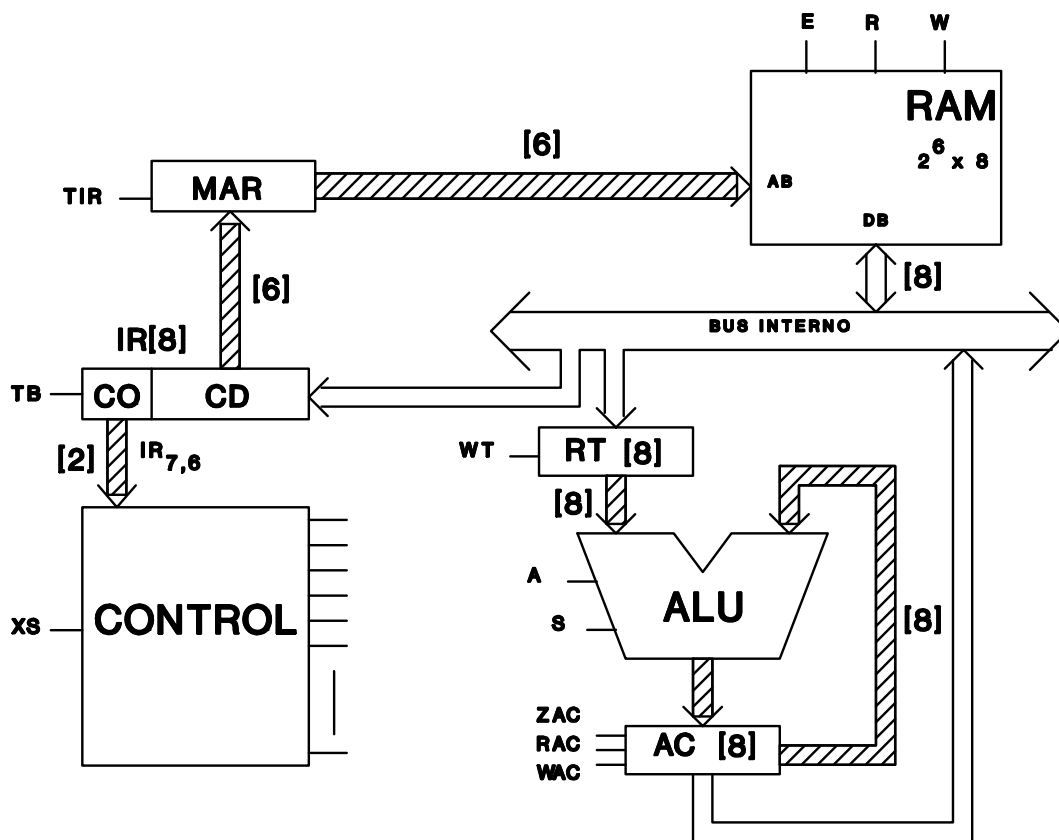 E R W
RAM
2^6 x 8
[6]
MAR
TIR
AB
DB
[8]
[6]
BUS INTERNO
IR[8]
TB
CO CD
WT
RT [8]
[2]
IR7,6
[8]
A
ALU
CONTROL
XS
S
[8]
ZAC
RAC
WAC
AC [8]